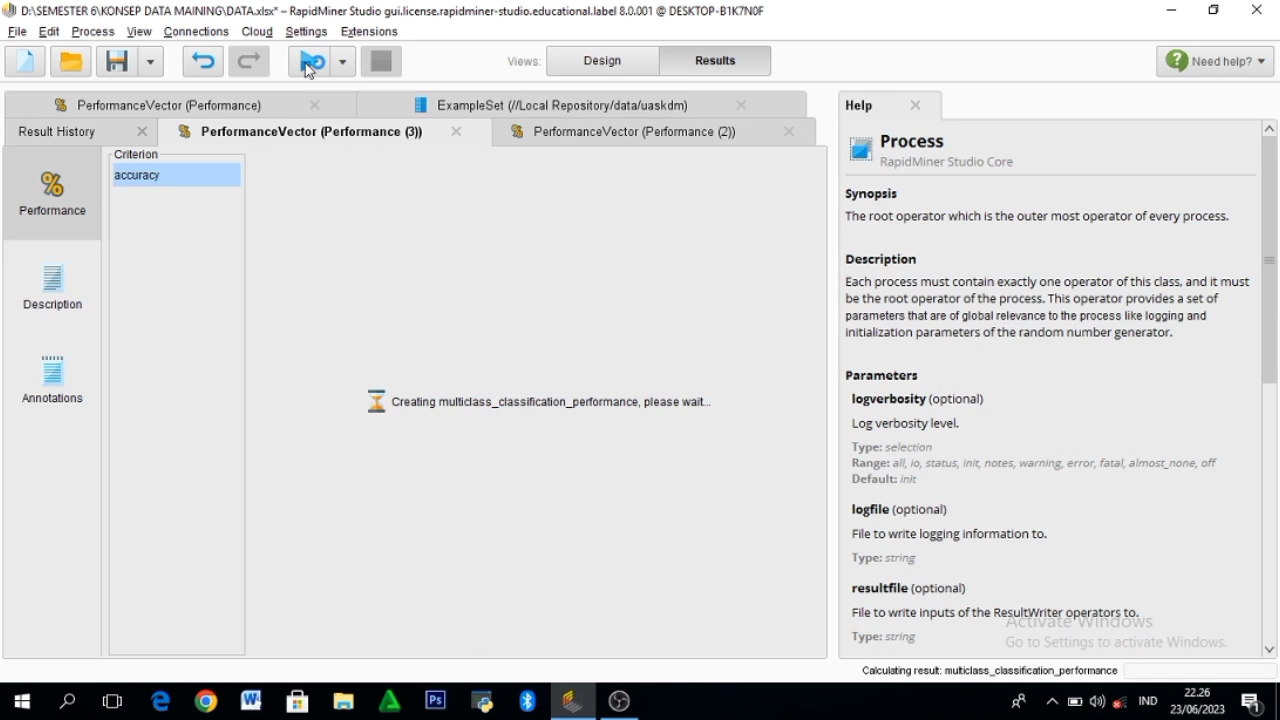 D:\SEMESTER 6\KONSEP DATA MAINING\DATA.xlsx* – RapidMiner Studio gui.license.rapidminer-studio.educational.label 8.0.001 @ DESKTOP-B1K7N0F
File Edit Process View Connections Cloud Settings Extensions
Views: Design Results Need help?
PerformanceVector (Performance) ExampleSet (//Local Repository/data/uaskdm)
Result History PerformanceVector (Performance (3)) PerformanceVector (Performance (2))
Criterion
accuracy
%
Performance
Description
Annotations
Creating multiclass_classification_performance, please wait...
Help
Process
RapidMiner Studio Core
Synopsis
The root operator which is the outer most operator of every process.
Description
Each process must contain exactly one operator of this class, and it must
be the root operator of the process. This operator provides a set of
parameters that are of global relevance to the process like logging and
initialization parameters of the random number generator.
Parameters
logverbosity (optional)
Log verbosity level.
Type: selection
Range: all, io, status, init, notes, warning, error, fatal, almost_none, off
Default: init
logfile (optional)
File to write logging information to.
Type: string
resultfile (optional)
File to write inputs of the ResultWriter operators to.
Type: string
Activate Windows
Go to Settings to activate Windows.
Calculating result: multiclass_classification_performance
W Ps IND
22.26
23/06/2023
1